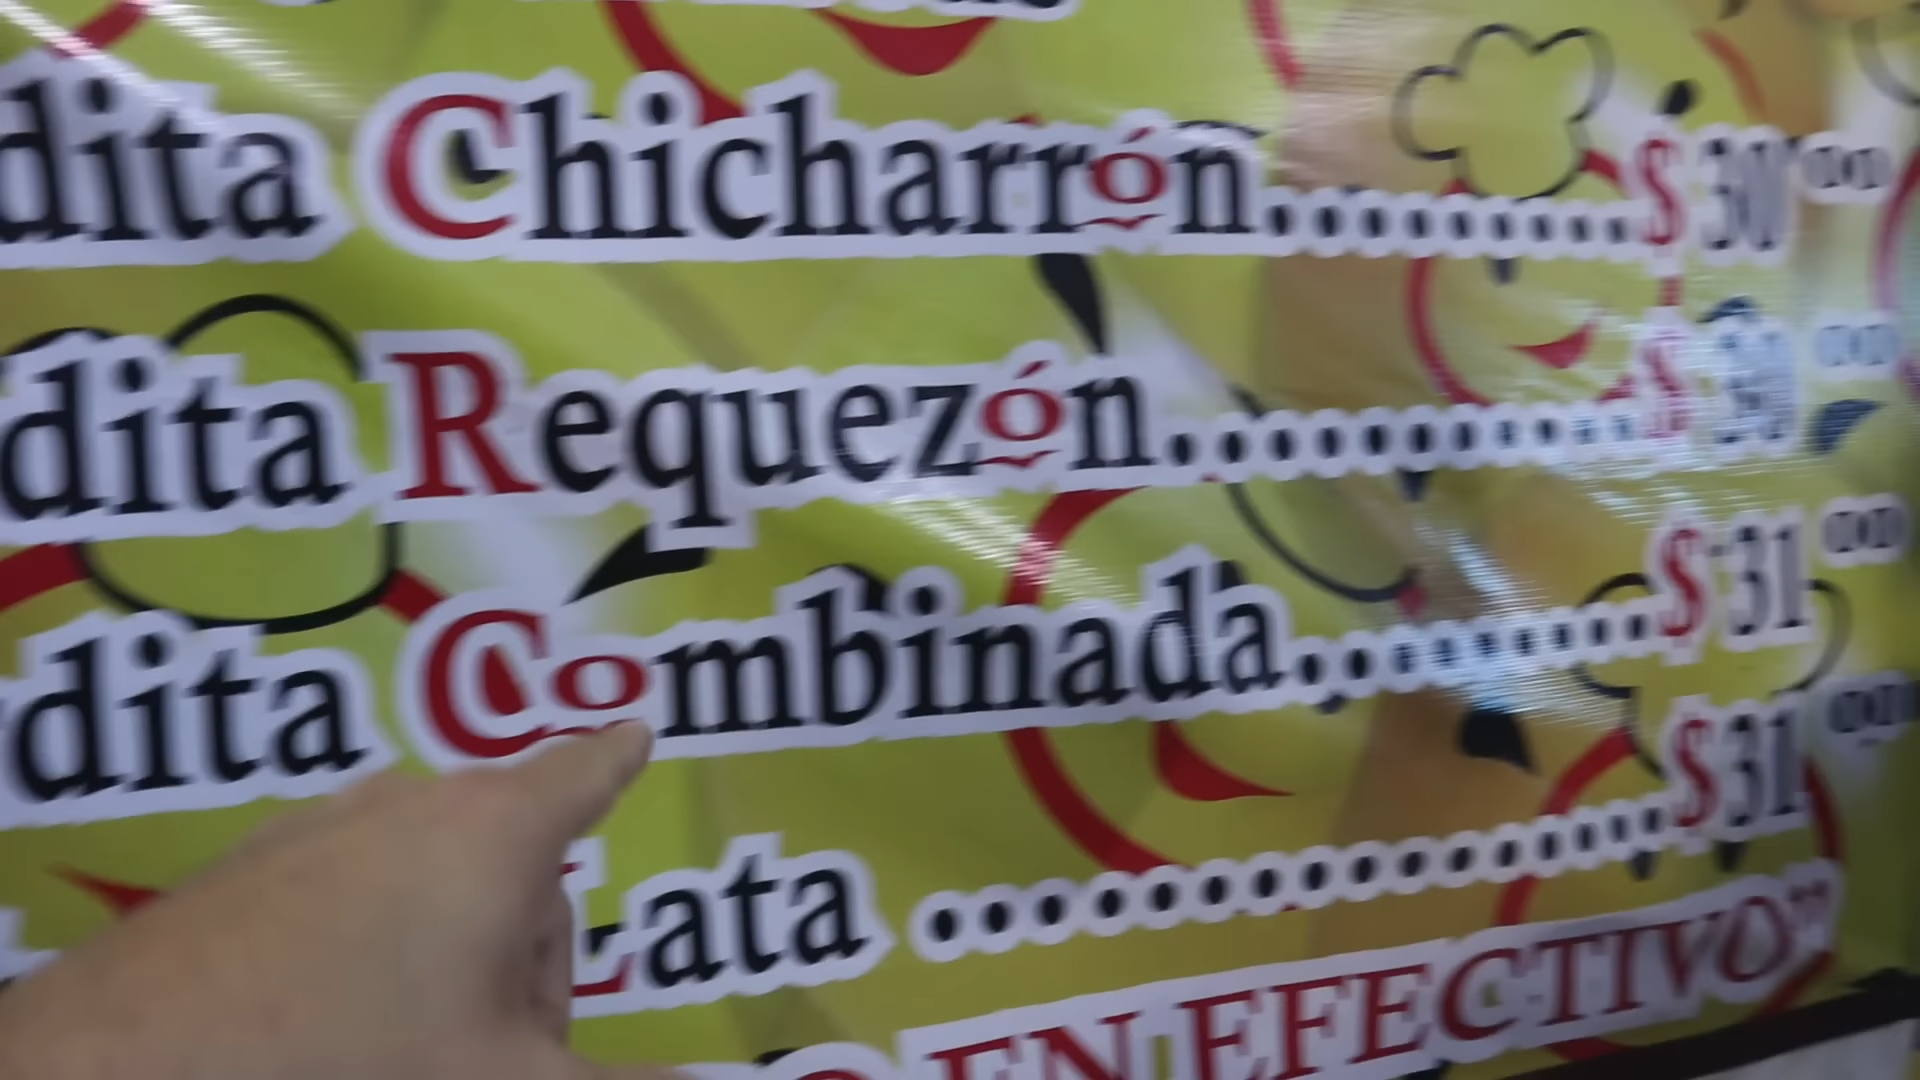 dita Chicharrón.........$ 30 00
dita Requezón...........$ 30 00
dita Combinada.........$ 31 00
Lata ................$ 31 00
EN EFECTIVO"